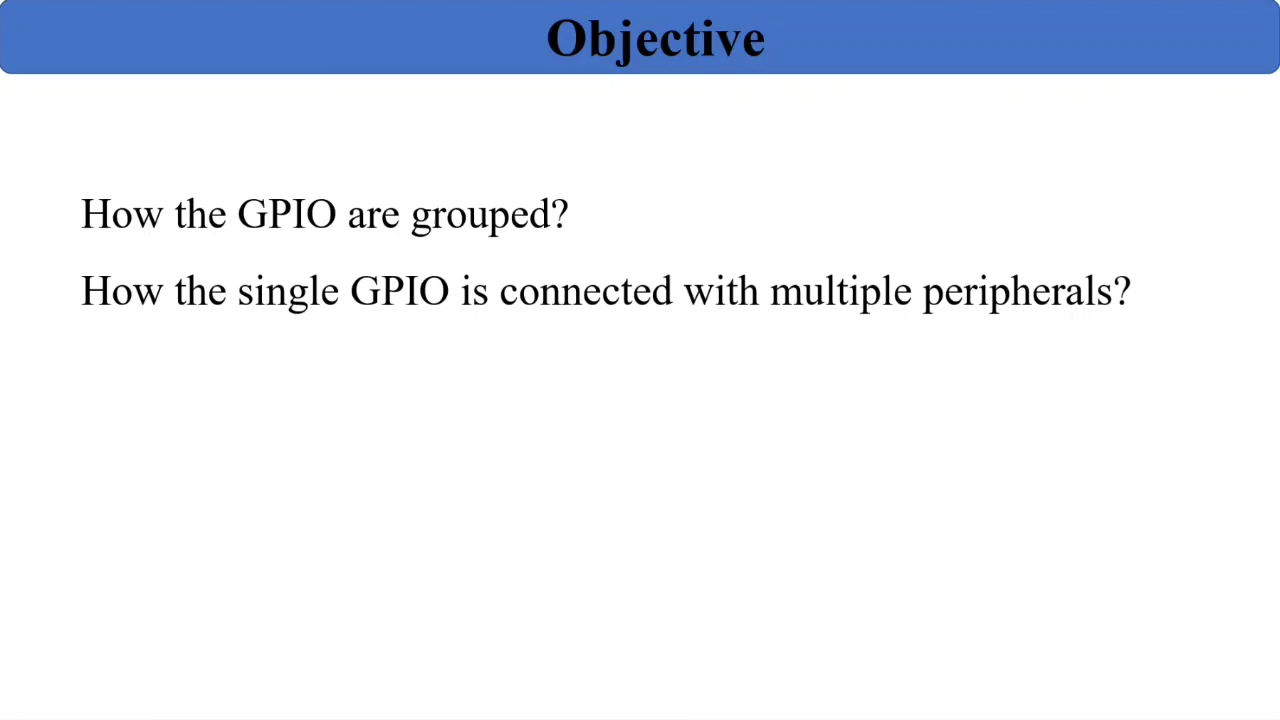 Objective
How the GPIO are grouped?
How the single GPIO is connected with multiple peripherals?